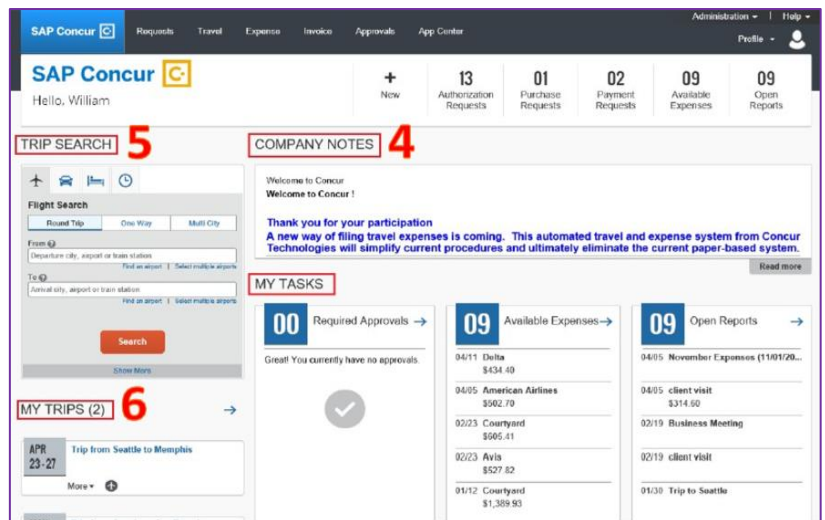 Administration
Help
SAP Concur C
Requests
Travel
Expense
Invoice
Approvals
App Center
Profile
SAP Concur C
Hello, William
+
New
13
Authorization
Requests
01
Purchase
Requests
02
Payment
Requests
09
Available
Expenses
09
Open
Reports
TRIP SEARCH 5
COMPANY NOTES 4
Flight Search
Round Trip
One Way
Multi City
From
Departure city, airport or train station
Find an airport | Select multiple airports
To
Arrival city, airport or train station
Find an airport | Select multiple airports
Search
Show More
Welcome to Concur
Welcome to Concur !
Thank you for your participation
A new way of filing travel expenses is coming. This automated travel and expense system from Concur
Technologies will simplify current procedures and ultimately eliminate the current paper-based system.
Read more
MY TASKS
00 Required Approvals →
Great! You currently have no approvals.
09 Available Expenses→
04/11 Delta
$434.40
04/05 American Airlines
$502.70
02/23 Courtyard
$605.41
02/23 Avis
$527.82
01/12 Courtyard
$1,389.93
09 Open Reports →
04/05 November Expenses (11/01/20...
04/05 client visit
$314.60
02/19 Business Meeting
02/19 client visit
01/30 Trip to Seattle
MY TRIPS (2) 6 →
APR
23-27
Trip from Seattle to Memphis
More